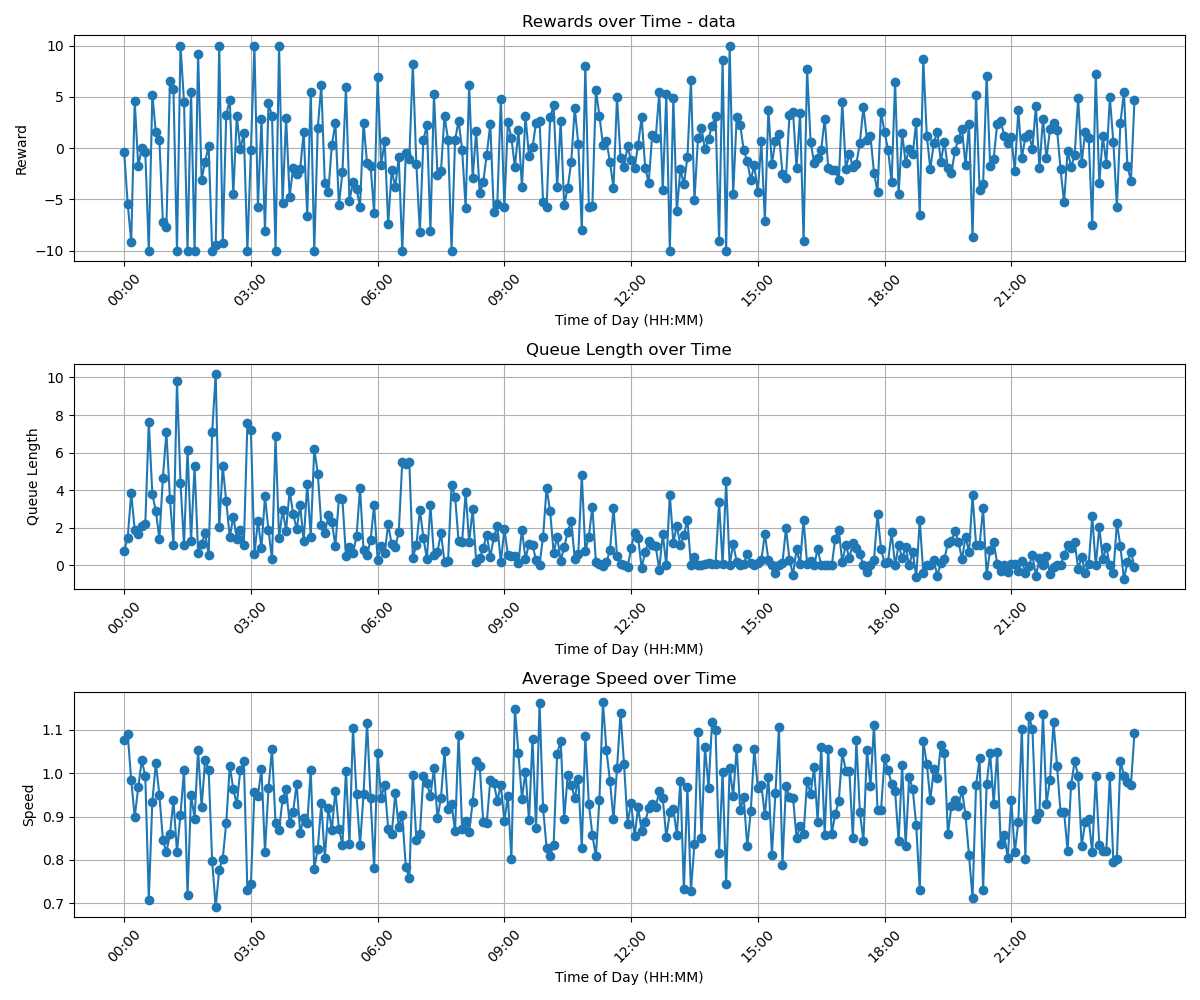 Rewards over Time - data
Reward
10
5
0
−5
−10
00:00 03:00 06:00 09:00 12:00 15:00 18:00 21:00
Time of Day (HH:MM)
Queue Length over Time
Queue Length
10
8
6
4
2
0
00:00 03:00 06:00 09:00 12:00 15:00 18:00 21:00
Time of Day (HH:MM)
Average Speed over Time
Speed
1.1
1.0
0.9
0.8
0.7
00:00 03:00 06:00 09:00 12:00 15:00 18:00 21:00
Time of Day (HH:MM)